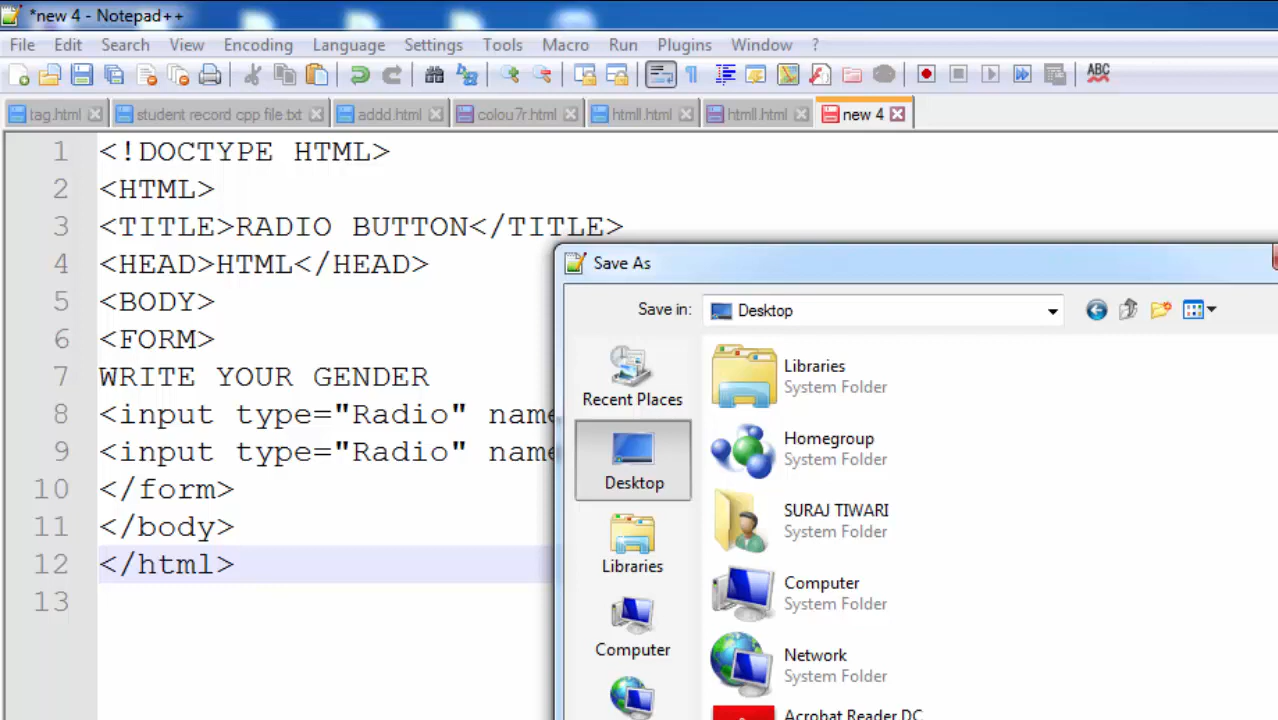 *new 4 - Notepad++
File Edit Search View Encoding Language Settings Tools Macro Run Plugins Window ?
ABC
tag.html student record cpp file.txt addd.html colou7r.html htmll.html htmll.html new 4
1 <!DOCTYPE HTML>
2 <HTML>
3 <TITLE>RADIO BUTTON</TITLE>
4 <HEAD>HTML</HEAD>
5 <BODY>
6 <FORM>
7 WRITE YOUR GENDER
8 <input type="Radio" name
9 <input type="Radio" name
10 </form>
11 </body>
12 </html>
13
Save As
Save in: Desktop
Recent Places
Desktop
Libraries
Computer
Libraries
System Folder
Homegroup
System Folder
SURAJ TIWARI
System Folder
Computer
System Folder
Network
System Folder
Acrobat Reader DC